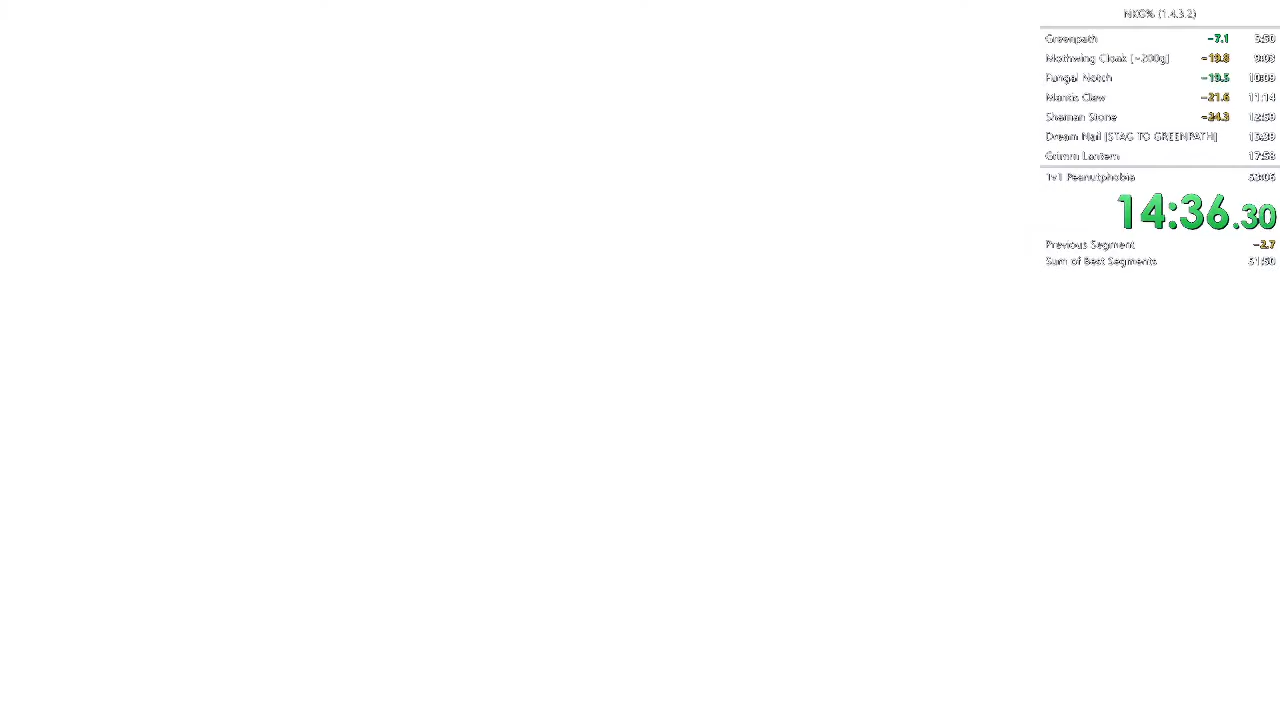 NKG% (1.4.3.2)
Greenpath -7.1 5:50
Mothwing Cloak [~200g] -19.8 9:03
Fungal Notch -19.5 10:09
Mantis Claw -21.6 11:14
Shaman Stone -24.3 12:59
Dream Nail [STAG TO GREENPATH] 15:39
Grimm Lantern 17:58
1v1 Peanutphobia 53:06
14:36.30
Previous Segment -2.7
Sum of Best Segments 51:50